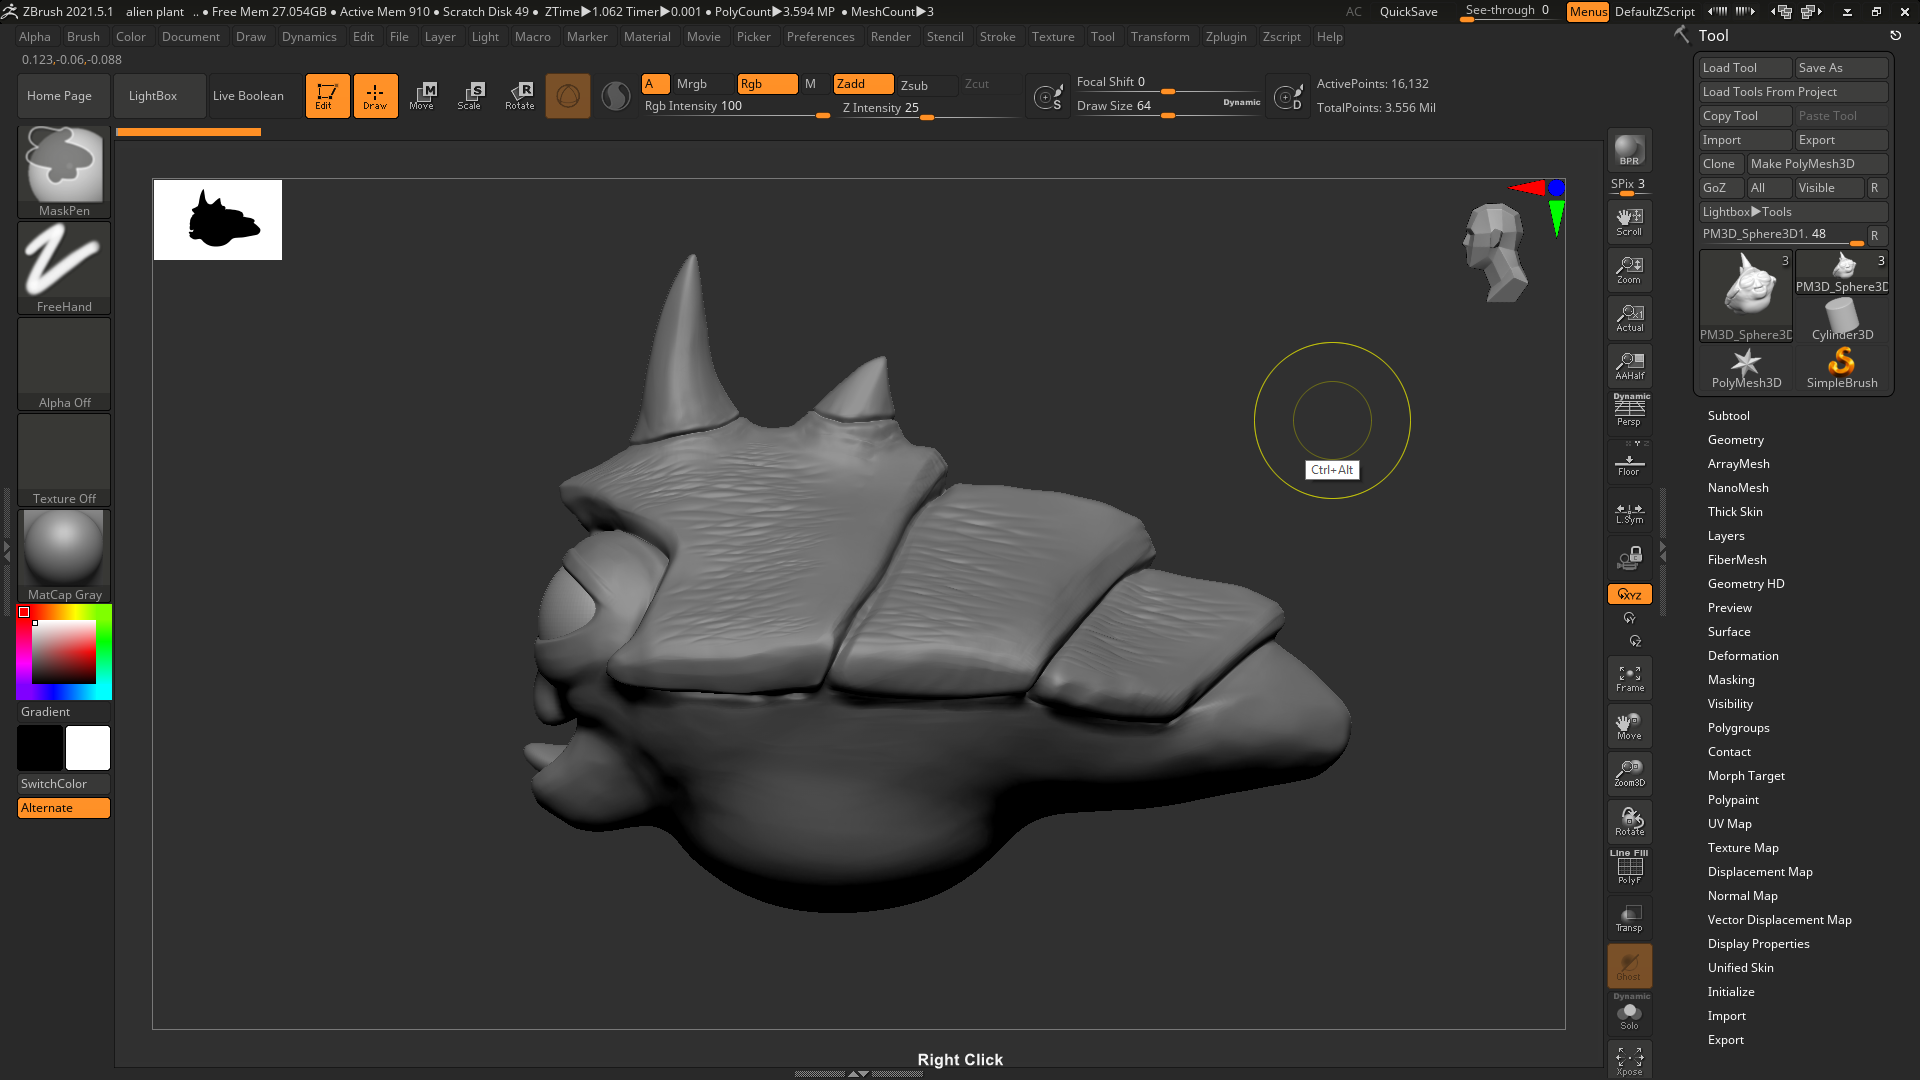 ZBrush 2021.5.1 alien plant .. ● Free Mem 27.054GB ● Active Mem 910 ● Scratch Disk 49 ● ZTime▶1.062 Timer▶0.001 ● PolyCount▶3.594 MP ● MeshCount▶3 AC QuickSave See-through 0 Menus DefaultZScript
Alpha Brush Color Document Draw Dynamics Edit File Layer Light Macro Marker Material Movie Picker Preferences Render Stencil Stroke Texture Tool Transform Zplugin Zscript Help
0.123,-0.06,-0.088
Home Page LightBox Live Boolean
Edit Draw Move Scale Rotate
M S R
A Mrgb Rgb M Zadd Zsub Zcut
Rgb Intensity 100 Z Intensity 25
S
Focal Shift 0
Draw Size 64 Dynamic
D
ActivePoints: 16,132
TotalPoints: 3.556 Mil
MaskPen
FreeHand
Alpha Off
Texture Off
MatCap Gray
Gradient
SwitchColor
Alternate
Ctrl+Alt
Right Click
BPR
SPix 3
Scroll
Zoom
x1
Actual
AAHalf
Dynamic
Persp
Floor
L.Sym
XYZ
Y
Z
Frame
Move
Zoom3D
Rotate
Line Fill
PolyF
Transp
Ghost
Dynamic
Solo
Xpose
Tool
Load Tool Save As
Load Tools From Project
Copy Tool Paste Tool
Import Export
Clone Make PolyMesh3D
GoZ All Visible R
Lightbox▶Tools
PM3D_Sphere3D1. 48 R
3 3
PM3D_Sphere3D
PM3D_Sphere3D Cylinder3D
PolyMesh3D SimpleBrush
Subtool
Geometry
ArrayMesh
NanoMesh
Thick Skin
Layers
FiberMesh
Geometry HD
Preview
Surface
Deformation
Masking
Visibility
Polygroups
Contact
Morph Target
Polypaint
UV Map
Texture Map
Displacement Map
Normal Map
Vector Displacement Map
Display Properties
Unified Skin
Initialize
Import
Export